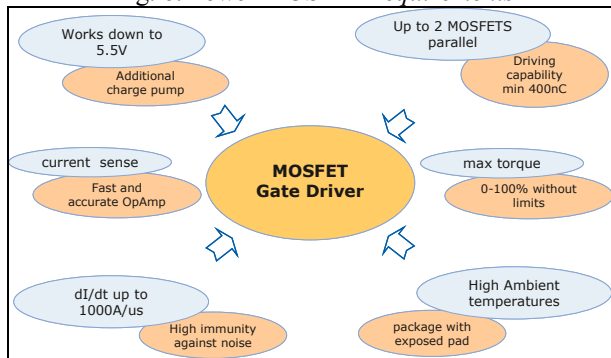 Works down to
5.5V
Additional
charge pump
Up to 2 MOSFETS
parallel
Driving
capability
min 400nC
current sense
Fast and
accurate OpAmp
MOSFET
Gate Driver
max torque
0-100% without
limits
dI/dt up to
1000A/us
High immunity
against noise
High Ambient
temperatures
package with
exposed pad